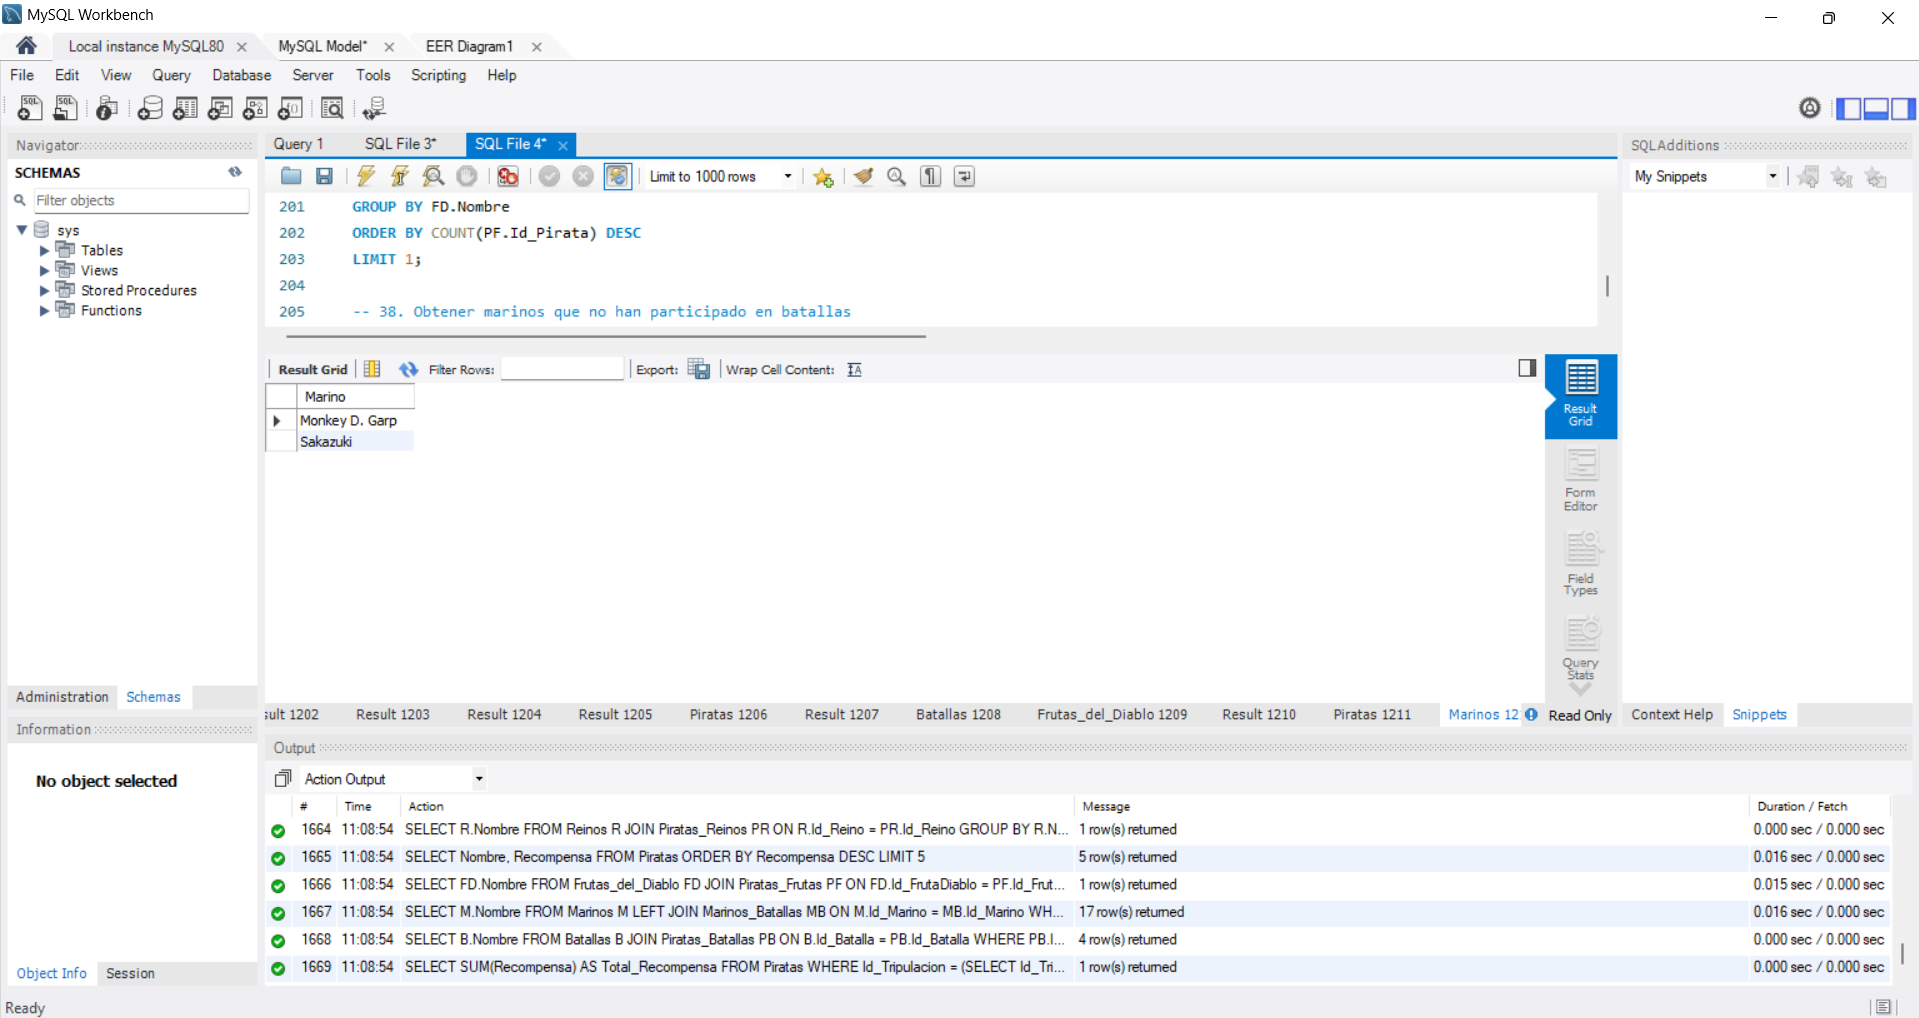 MySQL Workbench
Local instance MySQL80
MySQL Model*
EER Diagram1
File Edit View Query Database Server Tools Scripting Help
Navigator
SCHEMAS
Filter objects
sys
Tables
Views
Stored Procedures
Functions
Administration Schemas
Information
No object selected
Object Info Session
Ready
Query 1 SQL File 3* SQL File 4*
Limit to 1000 rows
201 GROUP BY FD.Nombre
202 ORDER BY COUNT(PF.Id_Pirata) DESC
203 LIMIT 1;
204
205 -- 38. Obtener marinos que no han participado en batallas
Result Grid Filter Rows: Export: Wrap Cell Content:
Marino
Monkey D. Garp
Sakazuki
Result Grid
Form Editor
Field Types
Query Stats
sult 1202 Result 1203 Result 1204 Result 1205 Piratas 1206 Result 1207 Batallas 1208 Frutas_del_Diablo 1209 Result 1210 Piratas 1211 Marinos 12 Read Only
SQLAdditions
My Snippets
Context Help Snippets
Output
Action Output
# Time Action Message Duration / Fetch
1664 11:08:54 SELECT R.Nombre FROM Reinos R JOIN Piratas_Reinos PR ON R.Id_Reino = PR.Id_Reino GROUP BY R.N... 1 row(s) returned 0.000 sec / 0.000 sec
1665 11:08:54 SELECT Nombre, Recompensa FROM Piratas ORDER BY Recompensa DESC LIMIT 5 5 row(s) returned 0.016 sec / 0.000 sec
1666 11:08:54 SELECT FD.Nombre FROM Frutas_del_Diablo FD JOIN Piratas_Frutas PF ON FD.Id_FrutaDiablo = PF.Id_Frut... 1 row(s) returned 0.015 sec / 0.000 sec
1667 11:08:54 SELECT M.Nombre FROM Marinos M LEFT JOIN Marinos_Batallas MB ON M.Id_Marino = MB.Id_Marino WH... 17 row(s) returned 0.016 sec / 0.000 sec
1668 11:08:54 SELECT B.Nombre FROM Batallas B JOIN Piratas_Batallas PB ON B.Id_Batalla = PB.Id_Batalla WHERE PB.I... 4 row(s) returned 0.000 sec / 0.000 sec
1669 11:08:54 SELECT SUM(Recompensa) AS Total_Recompensa FROM Piratas WHERE Id_Tripulacion = (SELECT Id_Tri... 1 row(s) returned 0.000 sec / 0.000 sec